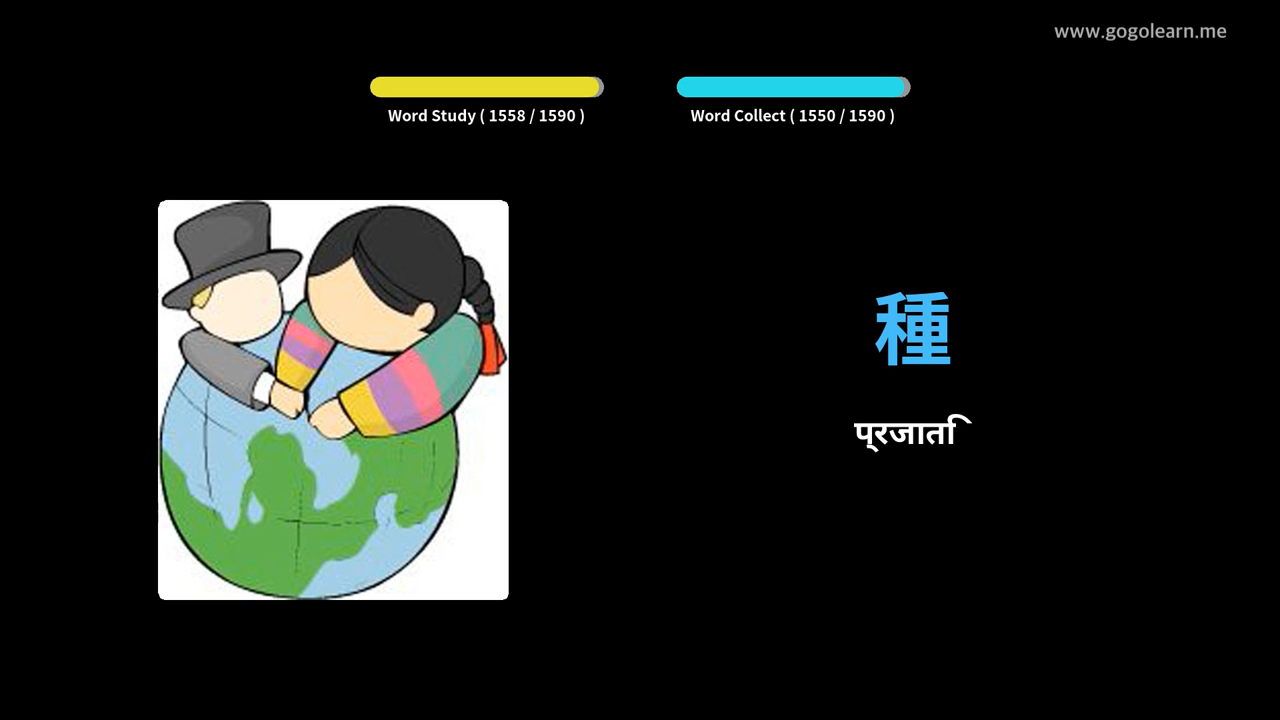 www.gogolearn.me
Word Study ( 1558 / 1590 )
Word Collect ( 1550 / 1590 )
種
प्रजाति